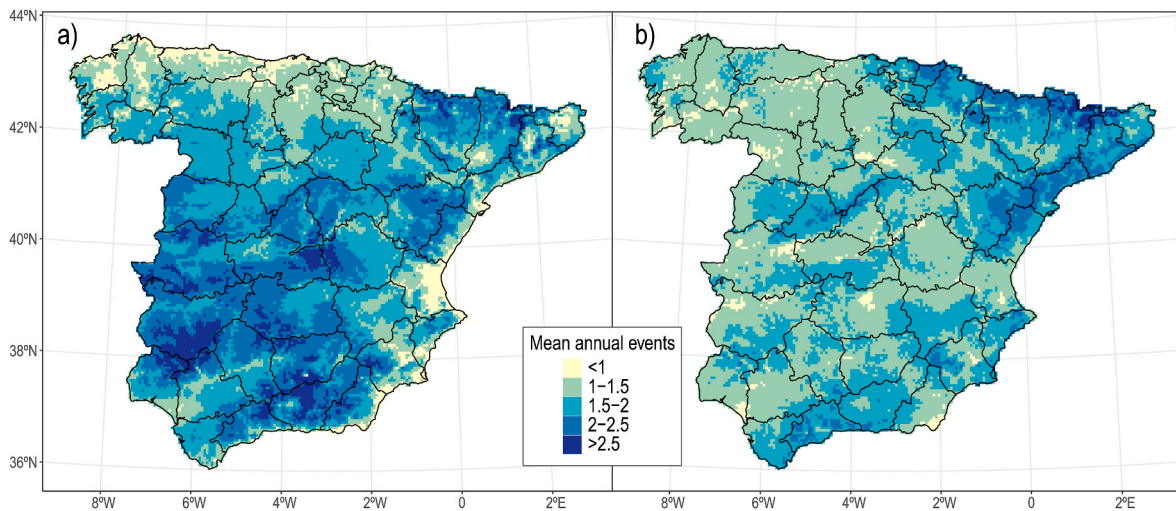 a)
b)
44ºN
42ºN
40ºN
38ºN
36ºN
Mean annual events
<1
1-1.5
1.5-2
2-2.5
>2.5
8ºW 6ºW 4ºW 2ºW 0 2ºE 8ºW 6ºW 4ºW 2ºW 0 2ºE